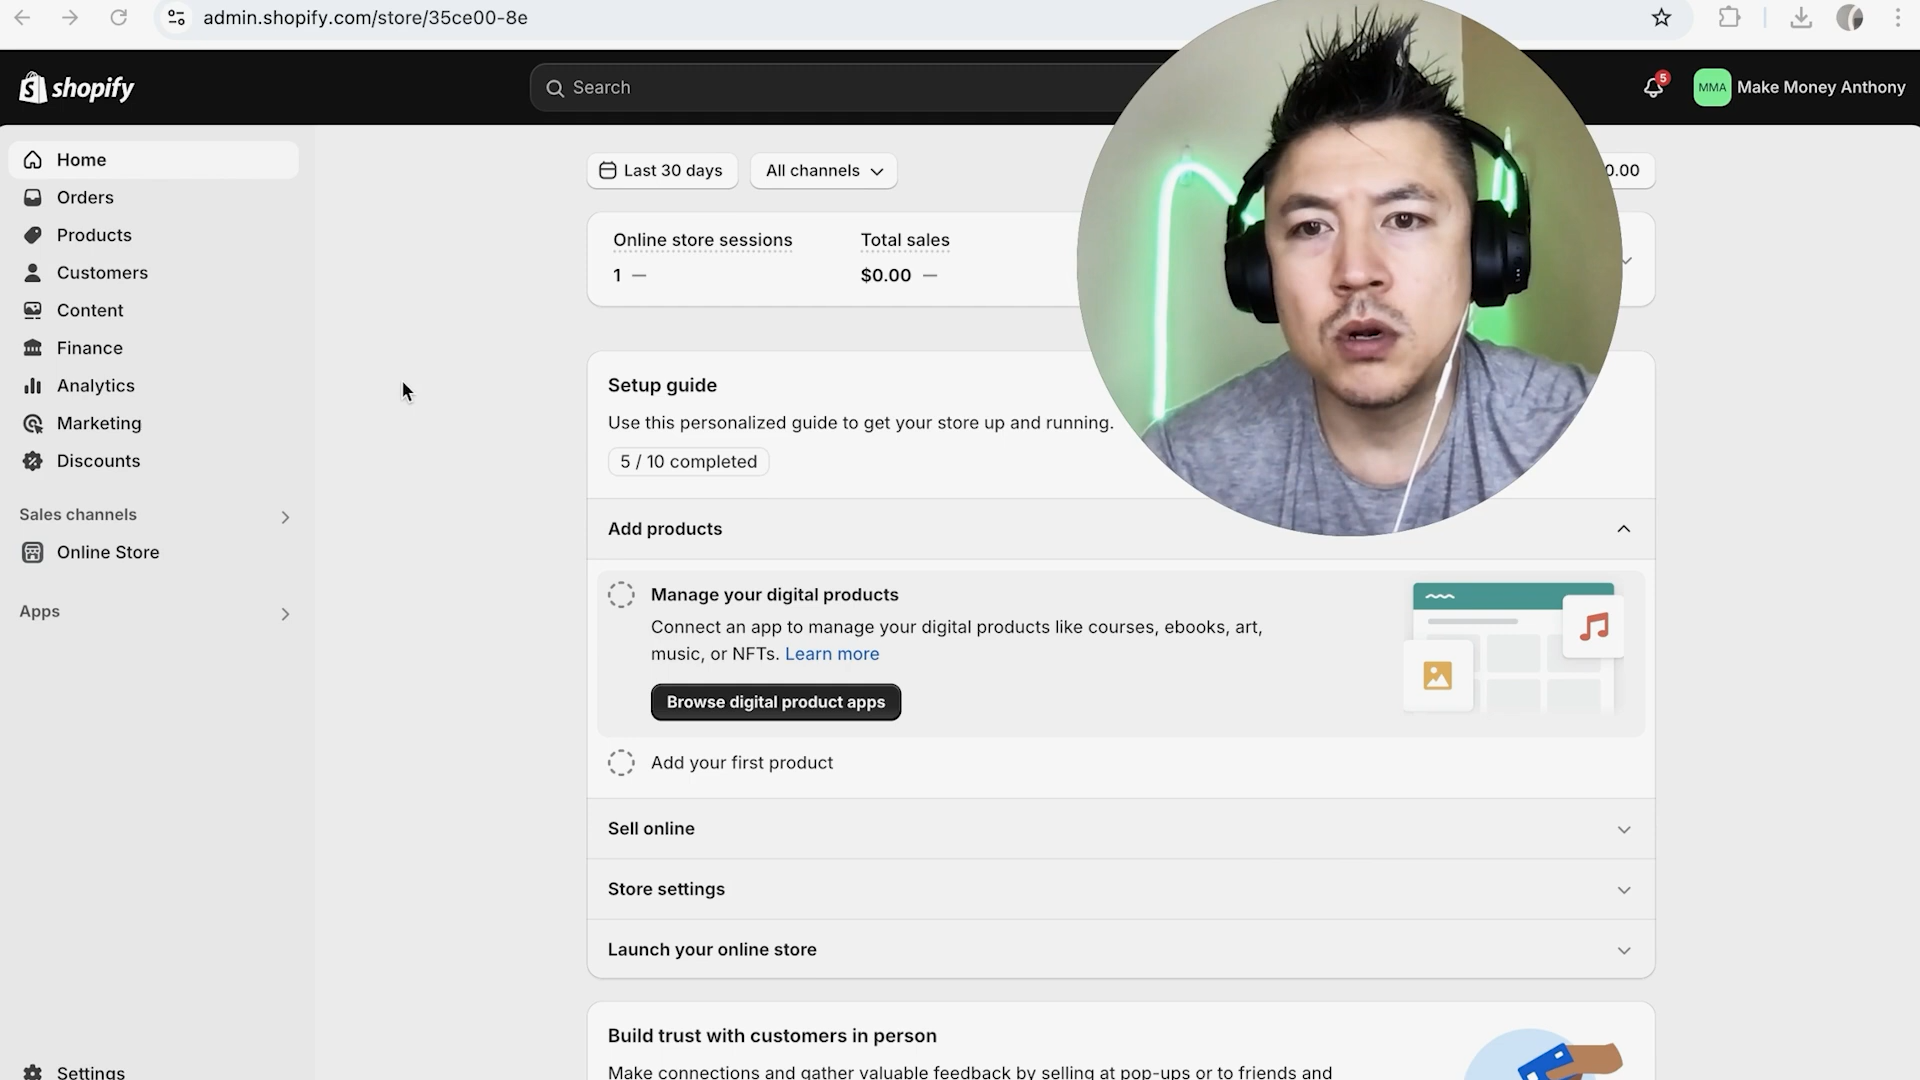 admin.shopify.com/store/35ce00-8e
shopify
Search
5
MMA
Make Money Anthony
Home
Orders
Products
Customers
Content
Finance
Analytics
Marketing
Discounts
Sales channels
Online Store
Apps
Settings
Last 30 days
All channels
0.00
Online store sessions
Total sales
1 —
$0.00 —
Setup guide
Use this personalized guide to get your store up and running.
5 / 10 completed
Add products
Manage your digital products
Connect an app to manage your digital products like courses, ebooks, art,
music, or NFTs. Learn more
Browse digital product apps
Add your first product
Sell online
Store settings
Launch your online store
Build trust with customers in person
Make connections and gather valuable feedback by selling at pop-ups or to friends and